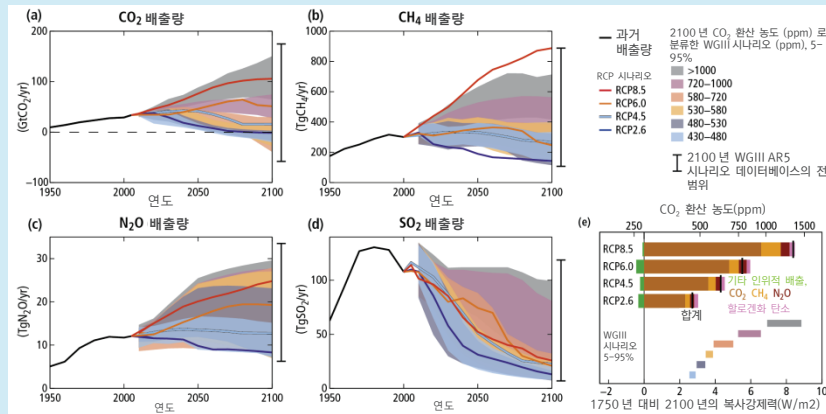 (a) CO2 배출량
200
100
0
−100
(GtCO2/yr)
1950 2000 2050 2100
연도
(b) CH4 배출량
800
600
400
200
0
(TgCH4/yr)
1950 2000 2050 2100
연도
과거
배출량
RCP 시나리오
RCP8.5
RCP6.0
RCP4.5
RCP2.6
2100 년 CO2 환산 농도 (ppm) 로
분류한 WGIII 시나리오 (ppm), 5-
95%
>1000
720–1000
580–720
530–580
480–530
430–480
2100 년 WGIII AR5
시나리오 데이터베이스의 전
범위
(c) N2O 배출량
30
20
10
0
(TgN2O/yr)
1950 2000 2050 2100
연도
(d) SO2 배출량
100
50
0
(TgSO2/yr)
1950 2000 2050 2100
연도
(e)
CO2 환산 농도(ppm)
250 500 750 1000 1500
RCP8.5
RCP6.0
RCP4.5
RCP2.6
기타 인위적 배출,
CO2 CH4 N2O
할로겐화 탄소
합계
WGIII
시나리오
5-95%
-2 0 2 4 6 8 10
1750년 대비 2100년의 복사강제력(W/m2)